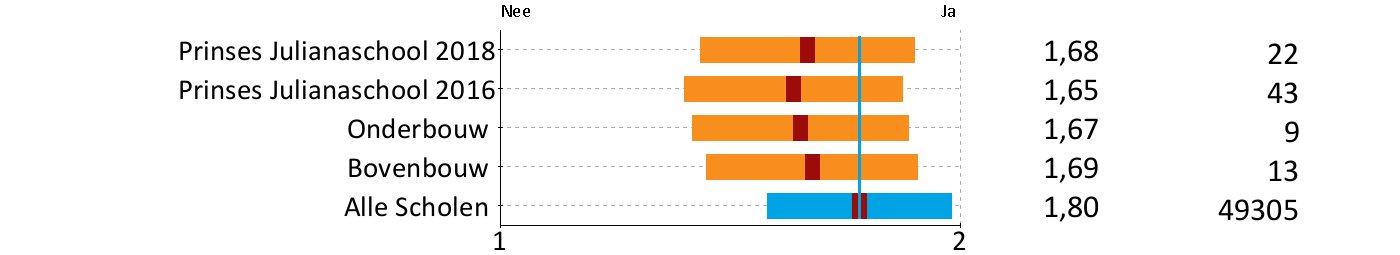 Nee Ja
Prinses Julianaschool 2018 1,68 22
Prinses Julianaschool 2016 1,65 43
Onderbouw 1,67 9
Bovenbouw 1,69 13
Alle Scholen 1,80 49305
1 2